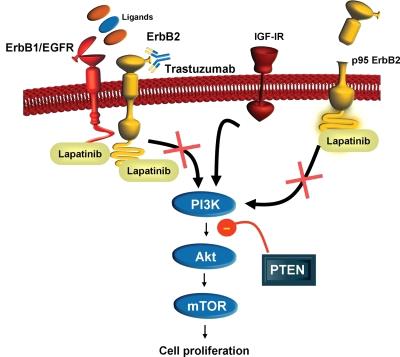 Ligands
ErbB1/EGFR
ErbB2
IGF-IR
p95 ErbB2
Trastuzumab
Lapatinib
Lapatinib
Lapatinib
PI3K
–
Akt
PTEN
mTOR
Cell proliferation